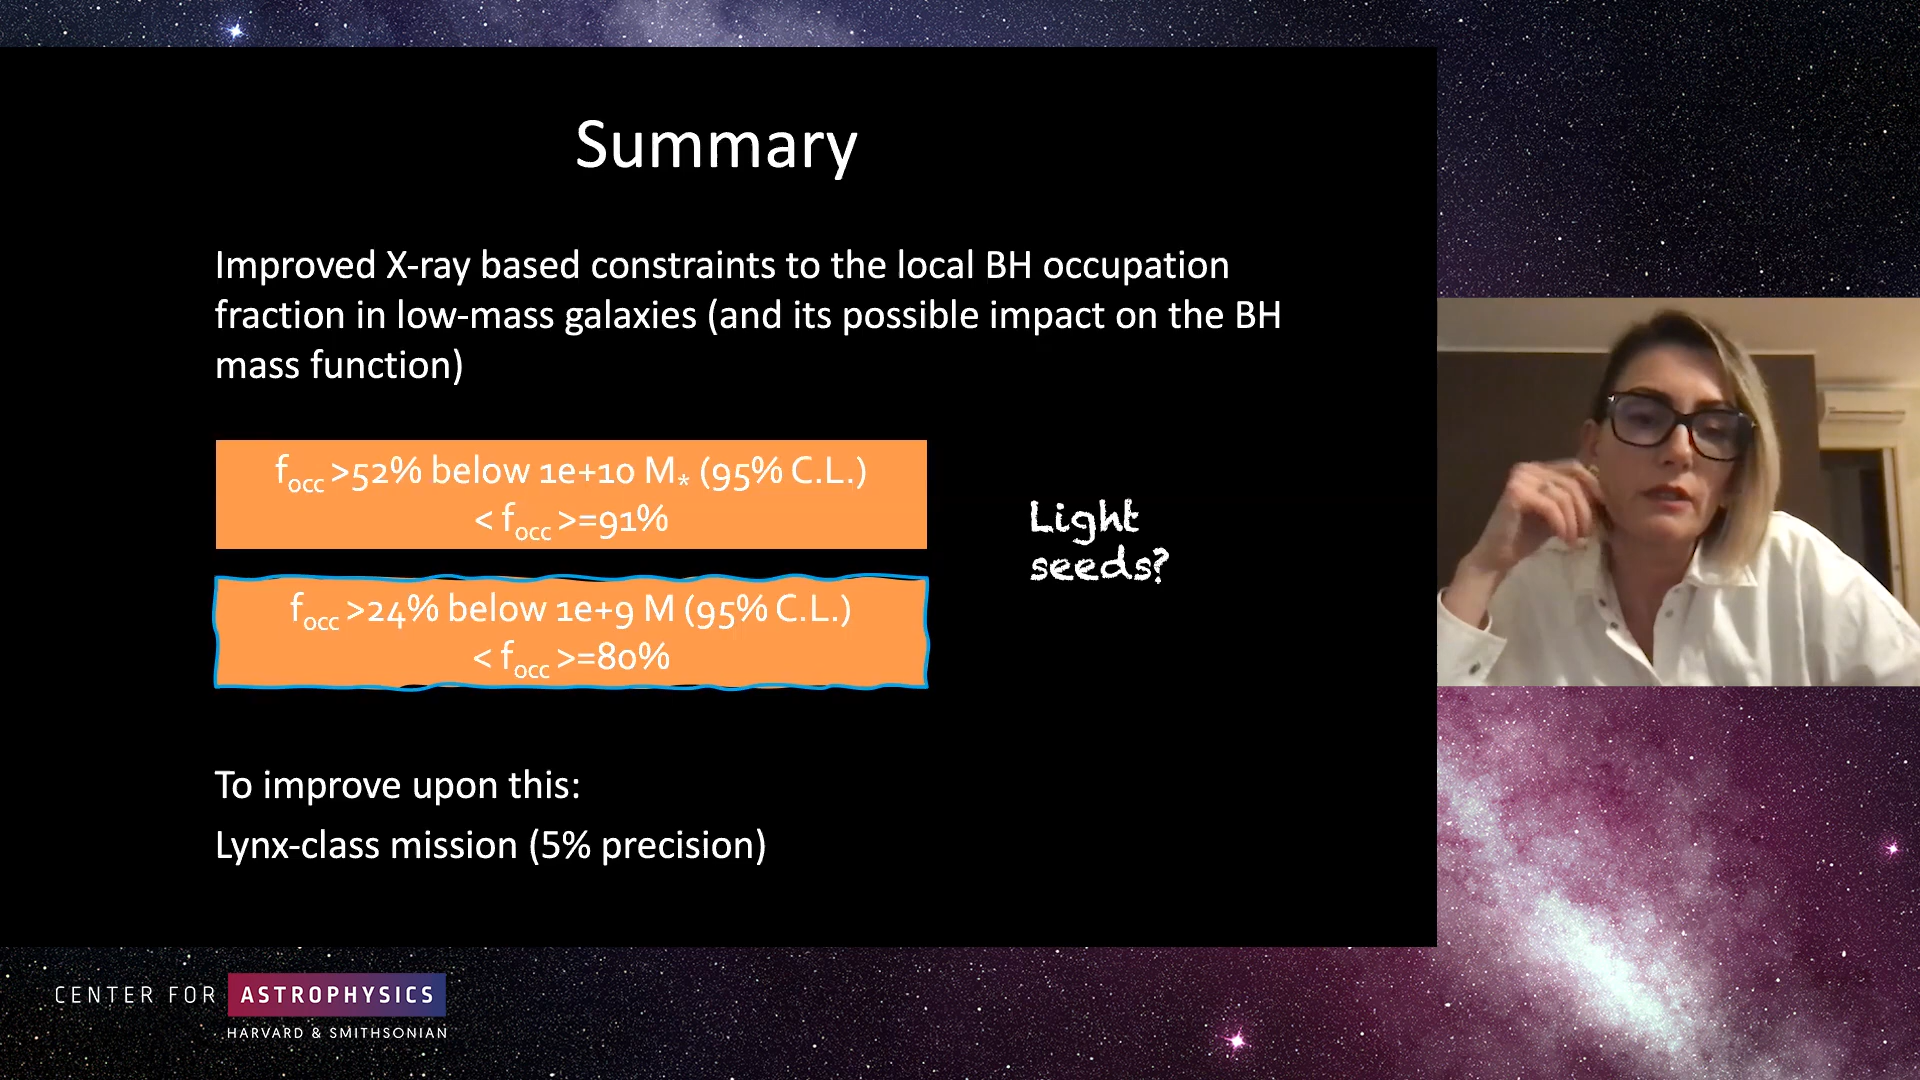 Summary
Improved X-ray based constraints to the local BH occupation
fraction in low-mass galaxies (and its possible impact on the BH
mass function)
focc >52% below 1e+10 M* (95% C.L.)
< focc >=91%
Light
seeds?
focc >24% below 1e+9 M (95% C.L.)
< focc >=80%
To improve upon this:
Lynx-class mission (5% precision)
CENTER FOR ASTROPHYSICS
HARVARD & SMITHSONIAN